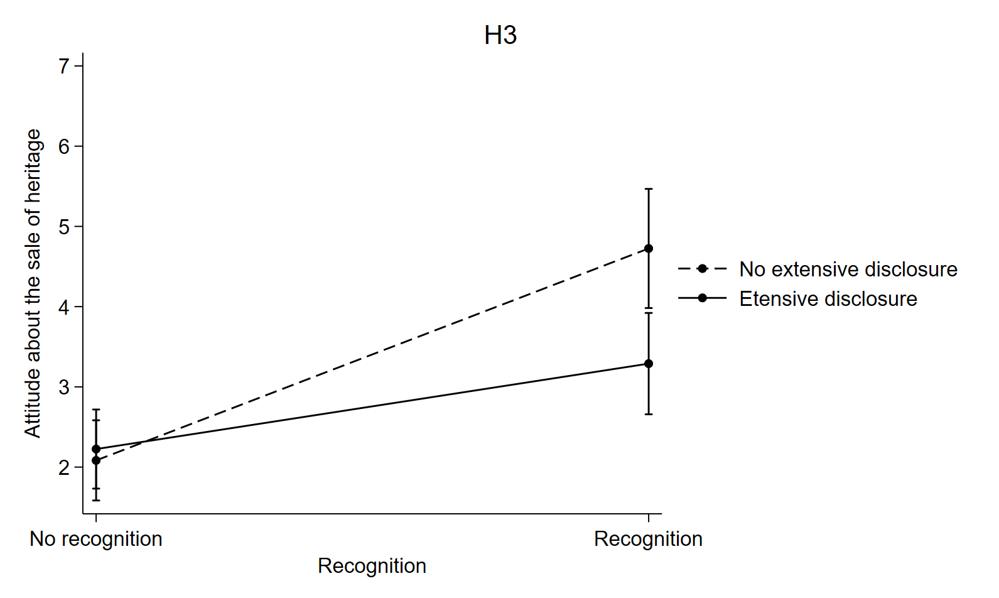 H3
7
6
5
4
3
2
Attitude about the sale of heritage
No recognition
Recognition
Recognition
No extensive disclosure
Etensive disclosure